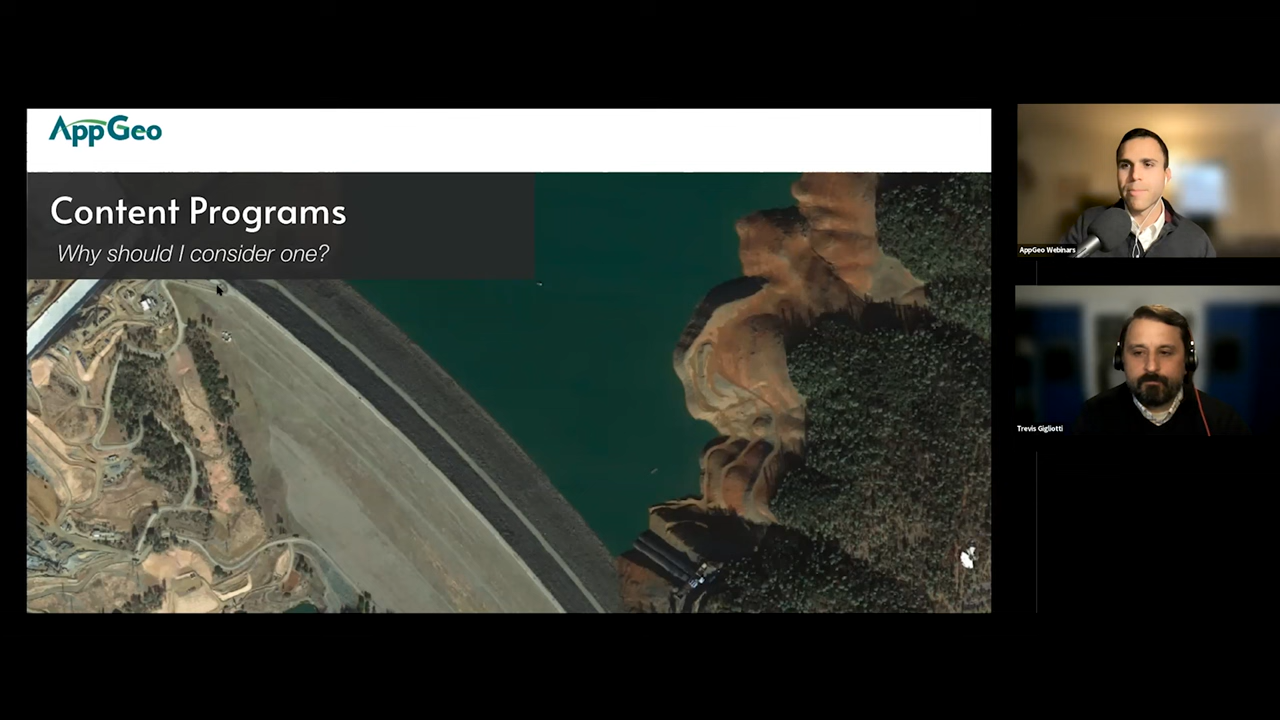 AppGeo
Content Programs
Why should I consider one?
AppGeo Webinars
Trevis Gigliotti